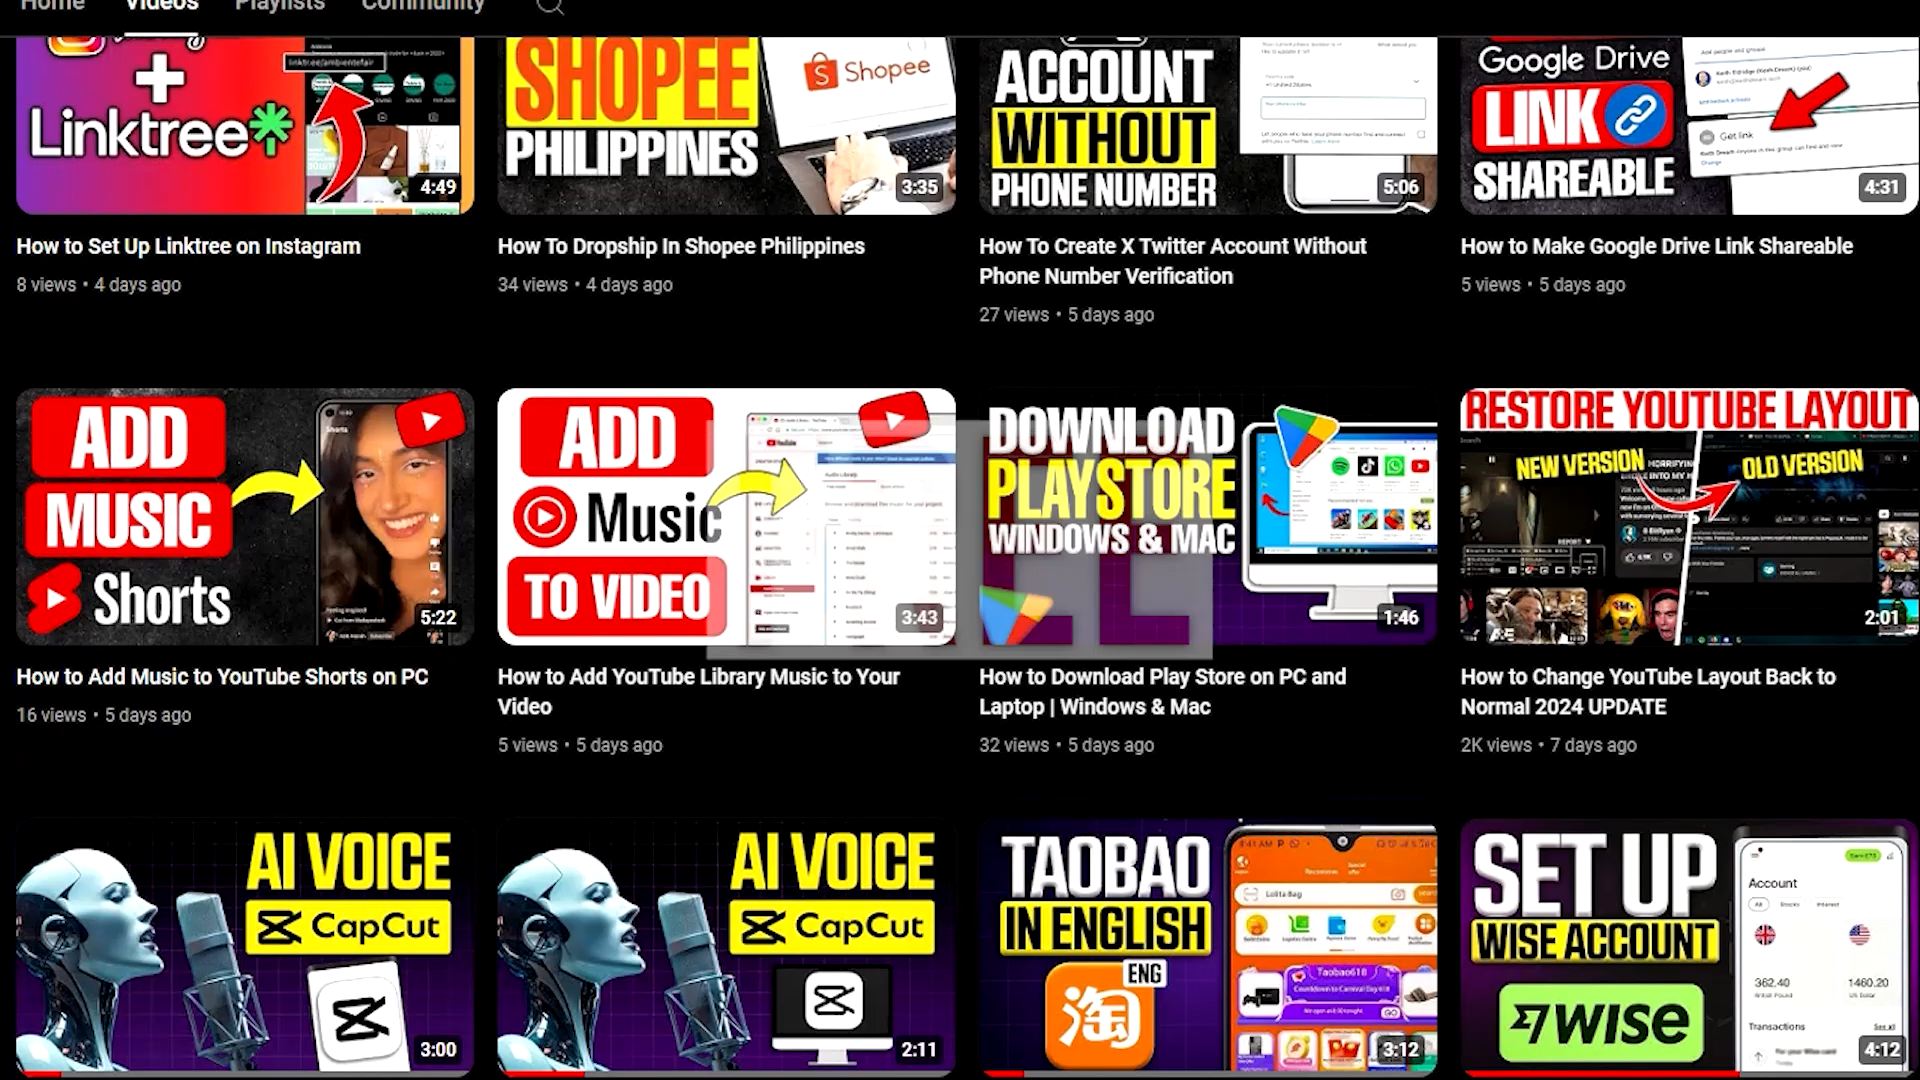 Home Videos Playlists Community
+
Linktree
linktr.ee/ambientefair
4:49
SHOPEE
PHILIPPINES
Shopee
3:35
ACCOUNT
WITHOUT
PHONE NUMBER
5:06
Google Drive
LINK
SHAREABLE
Get link
4:31
How to Set Up Linktree on Instagram
8 views • 4 days ago
How To Dropship In Shopee Philippines
34 views • 4 days ago
How To Create X Twitter Account Without
Phone Number Verification
27 views • 5 days ago
How to Make Google Drive Link Shareable
5 views • 5 days ago
ADD
MUSIC
Shorts
5:22
ADD
Music
TO VIDEO
3:43
DOWNLOAD
PLAYSTORE
WINDOWS & MAC
1:46
RESTORE YOUTUBE LAYOUT
NEW VERSION
OLD VERSION
2:01
How to Add Music to YouTube Shorts on PC
16 views • 5 days ago
How to Add YouTube Library Music to Your
Video
5 views • 5 days ago
How to Download Play Store on PC and
Laptop | Windows & Mac
32 views • 5 days ago
How to Change YouTube Layout Back to
Normal 2024 UPDATE
2K views • 7 days ago
AI VOICE
CapCut
3:00
AI VOICE
CapCut
2:11
TAOBAO
IN ENGLISH
ENG
淘
Lolita Bag
Taobao618
3:12
SET UP
WISE ACCOUNT
WISE
Account
362.40
1460.20
Transactions
4:12